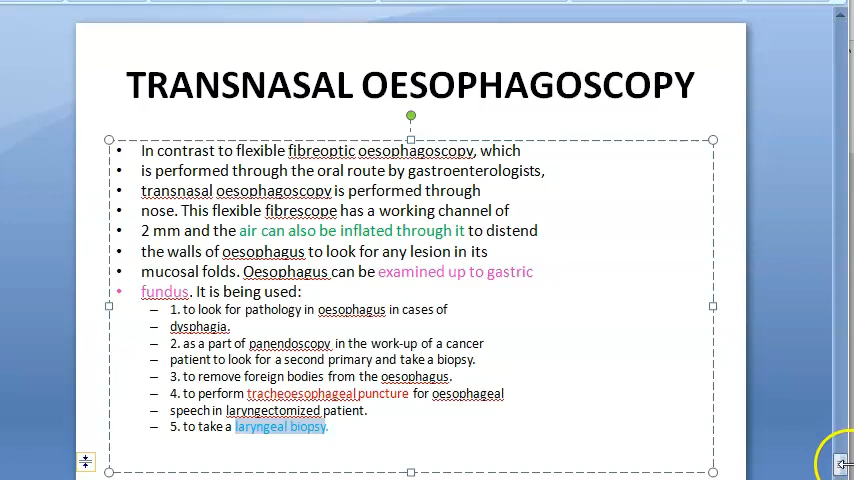 TRANSNASAL OESOPHAGOSCOPY
• In contrast to flexible fibreoptic oesophagoscopy, which
• is performed through the oral route by gastroenterologists,
• transnasal oesophagoscopy is performed through
• nose. This flexible fibrescope has a working channel of
• 2 mm and the air can also be inflated through it to distend
• the walls of oesophagus to look for any lesion in its
• mucosal folds. Oesophagus can be examined up to gastric
• fundus. It is being used:
– 1. to look for pathology in oesophagus in cases of
– dysphagia.
– 2. as a part of panendoscopy in the work-up of a cancer
– patient to look for a second primary and take a biopsy.
– 3. to remove foreign bodies from the oesophagus.
– 4. to perform tracheoesophageal puncture for oesophageal
– speech in laryngectomized patient.
– 5. to take a laryngeal biopsy.